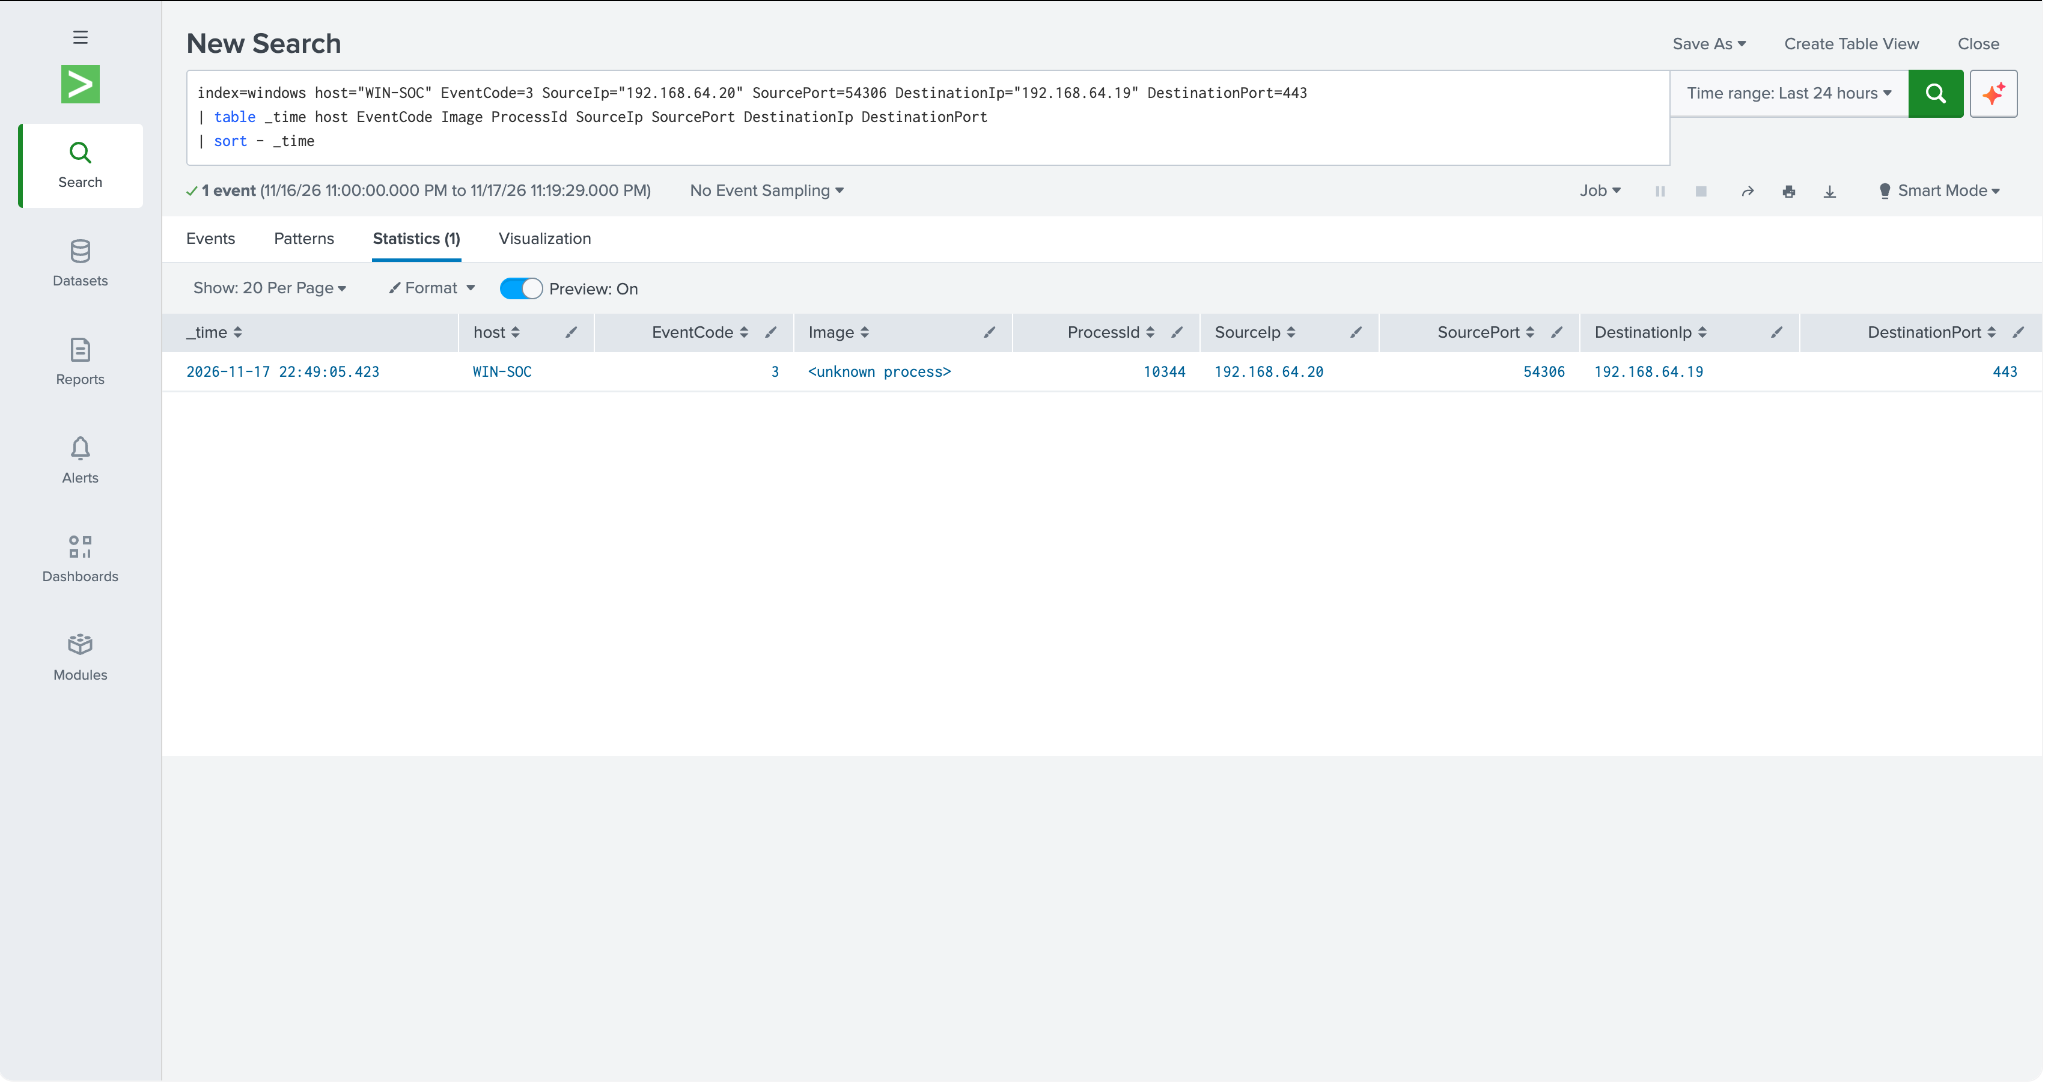 New Search
Save As
Create Table View
Close
index=windows host="WIN-SOC" EventCode=3 SourceIp="192.168.64.20" SourcePort=54306 DestinationIp="192.168.64.19" DestinationPort=443
| table _time host EventCode Image ProcessId SourceIp SourcePort DestinationIp DestinationPort
| sort - _time
Time range: Last 24 hours
1 event (11/16/26 11:00:00.000 PM to 11/17/26 11:19:29.000 PM)
No Event Sampling
Job
Smart Mode
Search
Datasets
Reports
Alerts
Dashboards
Modules
Events
Patterns
Statistics (1)
Visualization
Show: 20 Per Page
Format
Preview: On
_time host EventCode Image ProcessId SourceIp SourcePort DestinationIp DestinationPort
2026-11-17 22:49:05.423 WIN-SOC 3 <unknown process> 10344 192.168.64.20 54306 192.168.64.19 443